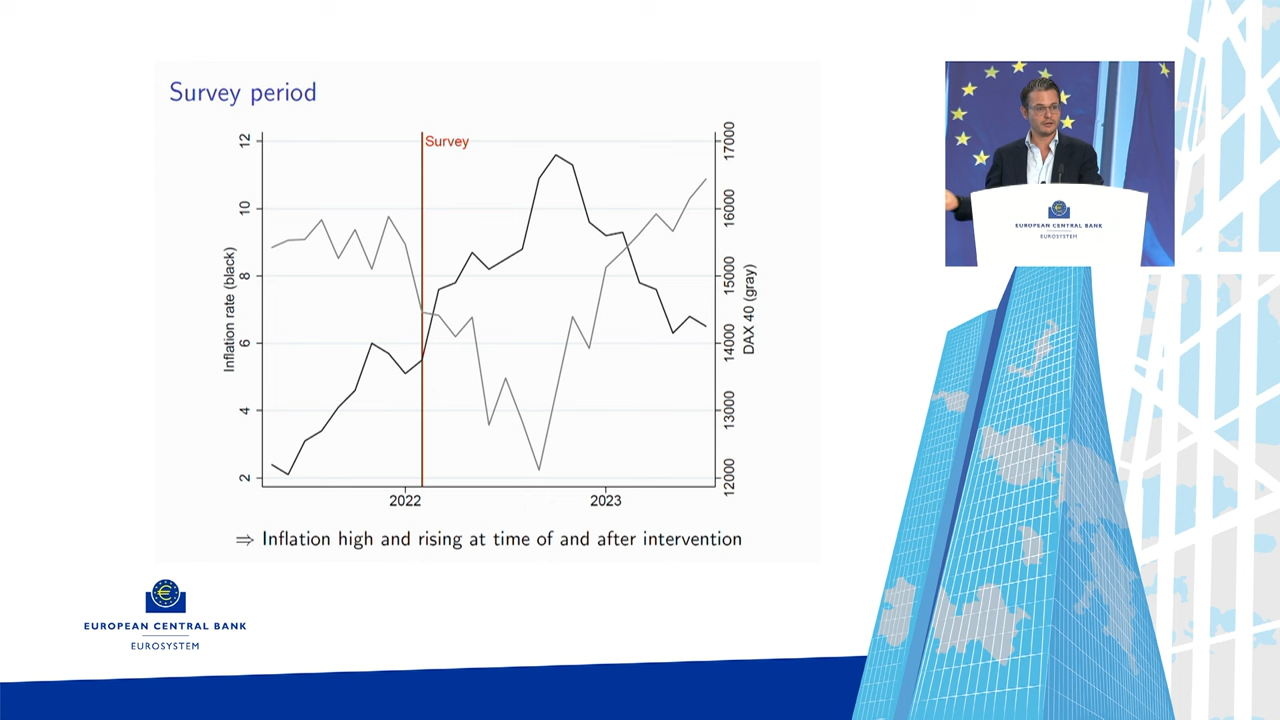 Survey period
Survey
12
10
8
6
4
2
Inflation rate (black)
17000
16000
15000
14000
13000
12000
DAX 40 (gray)
2022
2023
⇒ Inflation high and rising at time of and after intervention
EUROPEAN CENTRAL BANK
EUROSYSTEM
EUROPEAN CENTRAL BANK
EUROSYSTEM